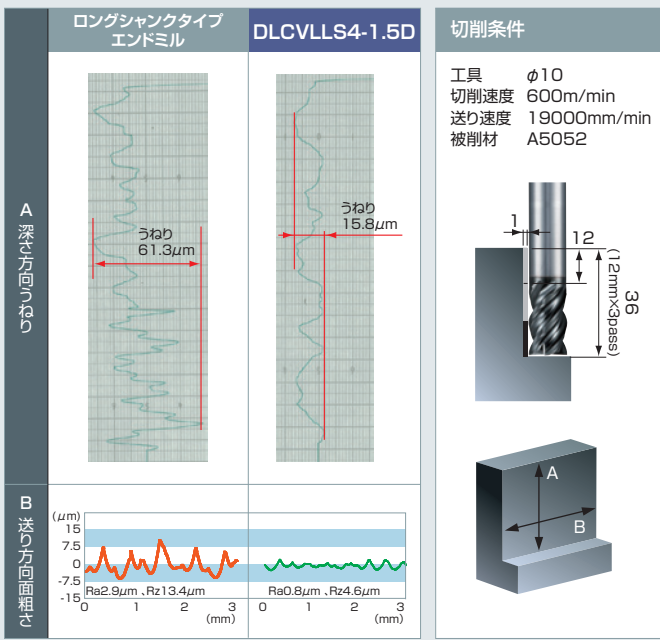 ロングシャンクタイプ
エンドミル
DLCVLLS4-1.5D
A 深さ方向うねり
うねり
61.3μm
うねり
15.8μm
B 送り方向面粗さ
(μm)
15
7.5
0
-7.5
-15
Ra2.9μm、Rz13.4μm
0 1 2 3
(mm)
Ra0.8μm、Rz4.6μm
0 1 2 3
(mm)
切削条件
工具 φ10
切削速度 600m/min
送り速度 19000mm/min
被削材 A5052
1
12
36
(12mm×3pass)
A
B